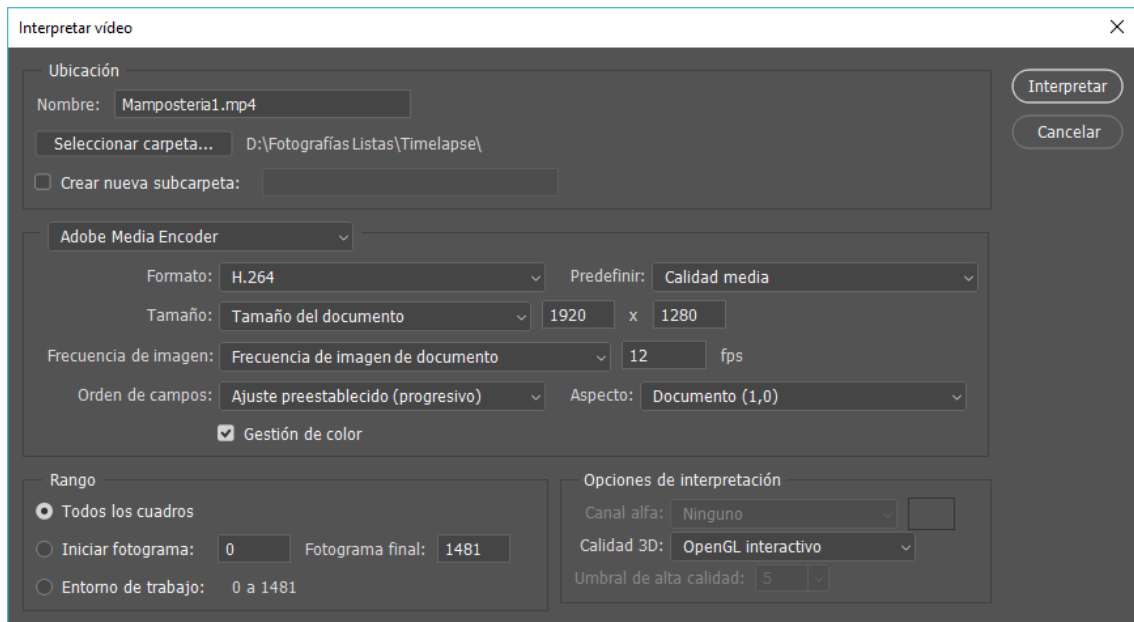 Interpretar vídeo
Ubicación
Nombre: Mamposteria1.mp4
Interpretar
Seleccionar carpeta... D:\Fotografías Listas\Timelapse\
Cancelar
Crear nueva subcarpeta:
Adobe Media Encoder
Formato: H.264 Predefinir: Calidad media
Tamaño: Tamaño del documento 1920 x 1280
Frecuencia de imagen: Frecuencia de imagen de documento 12 fps
Orden de campos: Ajuste preestablecido (progresivo) Aspecto: Documento (1,0)
Gestión de color
Rango
Todos los cuadros
Iniciar fotograma: 0 Fotograma final: 1481
Entorno de trabajo: 0 a 1481
Opciones de interpretación
Canal alfa: Ninguno
Calidad 3D: OpenGL interactivo
Umbral de alta calidad: 5